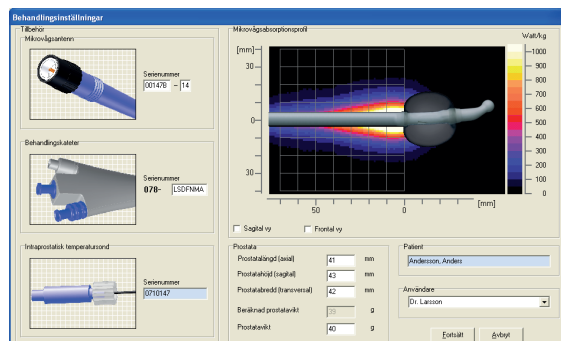 Behandlingsinställningar
Tillbehör
Mikrovågsantenn
Serienummer
00147B - 14
Behandlingskateter
Serienummer
078- LSDFNMA
Intraprostatisk temperatursond
Serienummer
0710147
Mikrovågsabsorptionsprofil
Watt/kg
[mm]
30
0
30
50
0
[mm]
1000
900
800
700
600
500
400
300
200
100
0
Sagital vy
Frontal vy
Prostata
Prostatalängd (axial) 41 mm
Prostatahöjd (sagital) 43 mm
Prostatabredd (transversal) 42 mm
Beräknad prostatavikt 39 g
Prostatavikt 40 g
Patient
Andersson, Anders
Användare
Dr. Larsson
Fortsätt
Avbryt